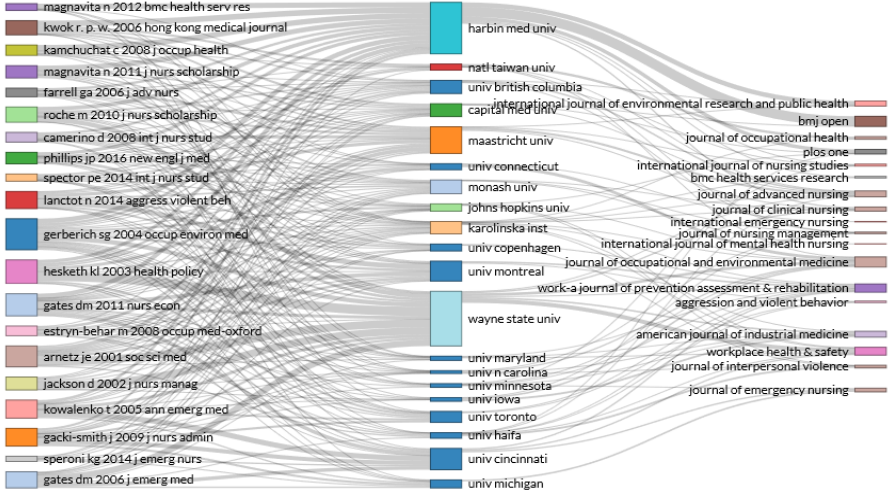 magnavita n 2012 bmc health serv res
kwok r. p. w. 2006 hong kong medical journal
kamchuchat c 2008 j occup health
magnavita n 2011 j nurs scholarship
farrell ga 2006 j adv nurs
roche m 2010 j nurs scholarship
camerino d 2008 int j nurs stud
phillips jp 2016 new engl j med
spector pe 2014 int j nurs stud
lanctot n 2014 aggress violent beh
gerberich sg 2004 occup environ med
hesketh kl 2003 health policy
gates dm 2011 nurs econ
estryn-behar m 2008 occup med-oxford
arnetz je 2001 soc sci med
jackson d 2002 j nurs manag
kowalenko t 2005 ann emerg med
gacki-smith j 2009 j nurs admin
speroni kg 2014 j emerg nurs
gates dm 2006 j emerg med
harbin med univ
natl taiwan univ
univ british columbia
capital med univ
maastricht univ
univ connecticut
monash univ
johns hopkins univ
karolinska inst
univ copenhagen
univ montreal
wayne state univ
univ maryland
univ n carolina
univ minnesota
univ iowa
univ toronto
univ haifa
univ cincinnati
univ michigan
international journal of environmental research and public health
bmj open
journal of occupational health
plos one
international journal of nursing studies
bmc health services research
journal of advanced nursing
journal of clinical nursing
international emergency nursing
journal of nursing management
international journal of mental health nursing
journal of occupational and environmental medicine
work-a journal of prevention assessment & rehabilitation
aggression and violent behavior
american journal of industrial medicine
workplace health & safety
journal of interpersonal violence
journal of emergency nursing